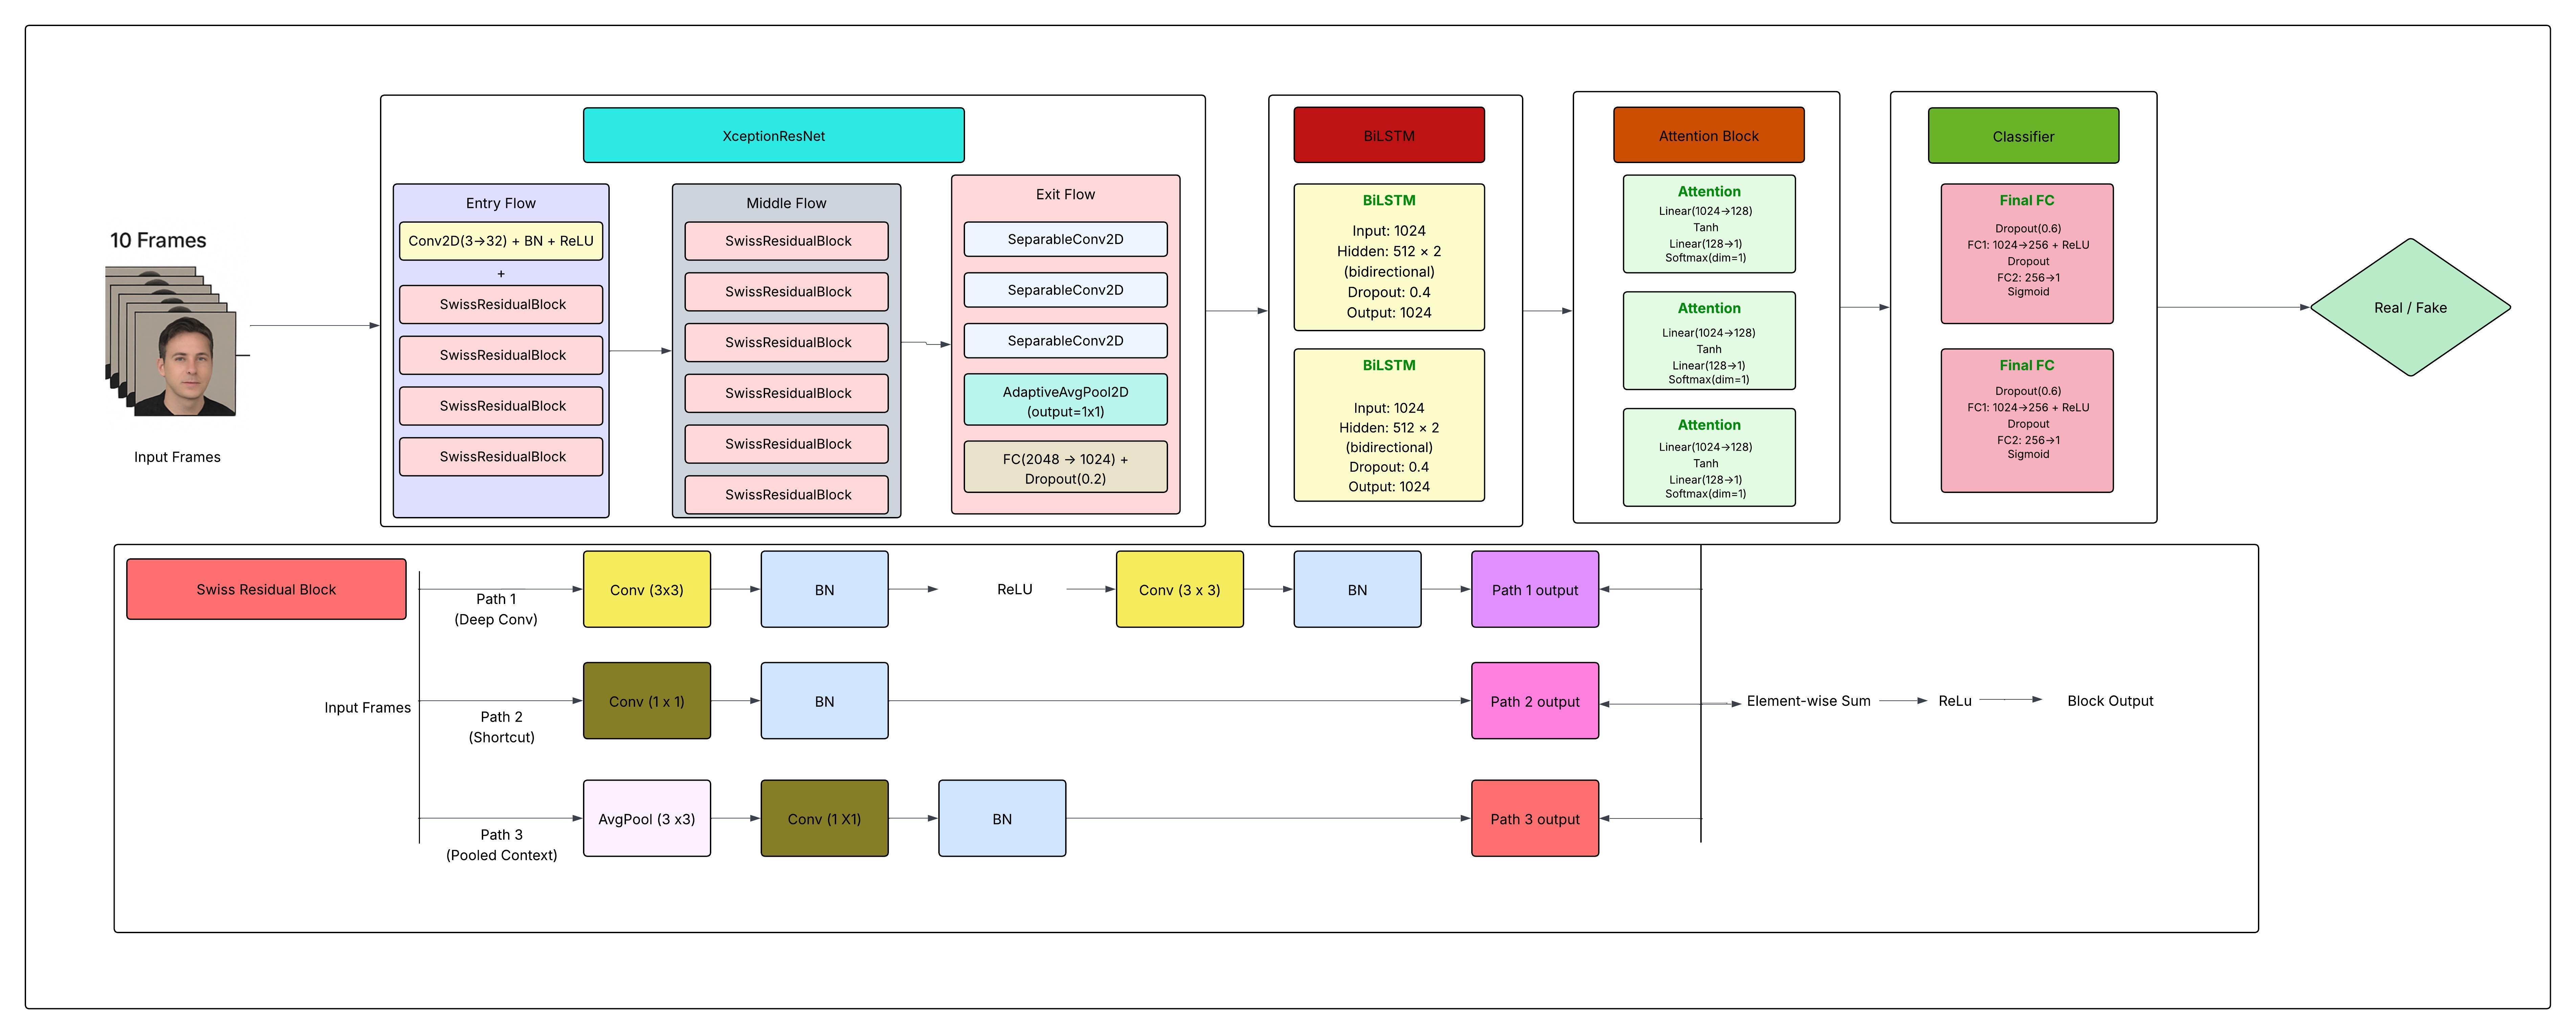 10 Frames
Input Frames
XceptionResNet
Entry Flow
Conv2D(3→32) + BN + ReLU
+
SwissResidualBlock
SwissResidualBlock
SwissResidualBlock
SwissResidualBlock
Middle Flow
SwissResidualBlock
SwissResidualBlock
SwissResidualBlock
SwissResidualBlock
SwissResidualBlock
SwissResidualBlock
Exit Flow
SeparableConv2D
SeparableConv2D
SeparableConv2D
AdaptiveAvgPool2D
(output=1x1)
FC(2048 → 1024) +
Dropout(0.2)
BiLSTM
BiLSTM
Input: 1024
Hidden: 512 × 2
(bidirectional)
Dropout: 0.4
Output: 1024
BiLSTM
Input: 1024
Hidden: 512 × 2
(bidirectional)
Dropout: 0.4
Output: 1024
Attention Block
Attention
Linear(1024→128)
Tanh
Linear(128→1)
Softmax(dim=1)
Attention
Linear(1024→128)
Tanh
Linear(128→1)
Softmax(dim=1)
Attention
Linear(1024→128)
Tanh
Linear(128→1)
Softmax(dim=1)
Classifier
Final FC
Dropout(0.6)
FC1: 1024→256 + ReLU
Dropout
FC2: 256→1
Sigmoid
Final FC
Dropout(0.6)
FC1: 1024→256 + ReLU
Dropout
FC2: 256→1
Sigmoid
Real / Fake
Swiss Residual Block
Input Frames
Path 1
(Deep Conv)
Conv (3x3)
BN
ReLU
Conv (3 x 3)
BN
Path 1 output
Path 2
(Shortcut)
Conv (1 x 1)
BN
Path 2 output
Path 3
(Pooled Context)
AvgPool (3 x3)
Conv (1 X1)
BN
Path 3 output
Element-wise Sum
ReLu
Block Output